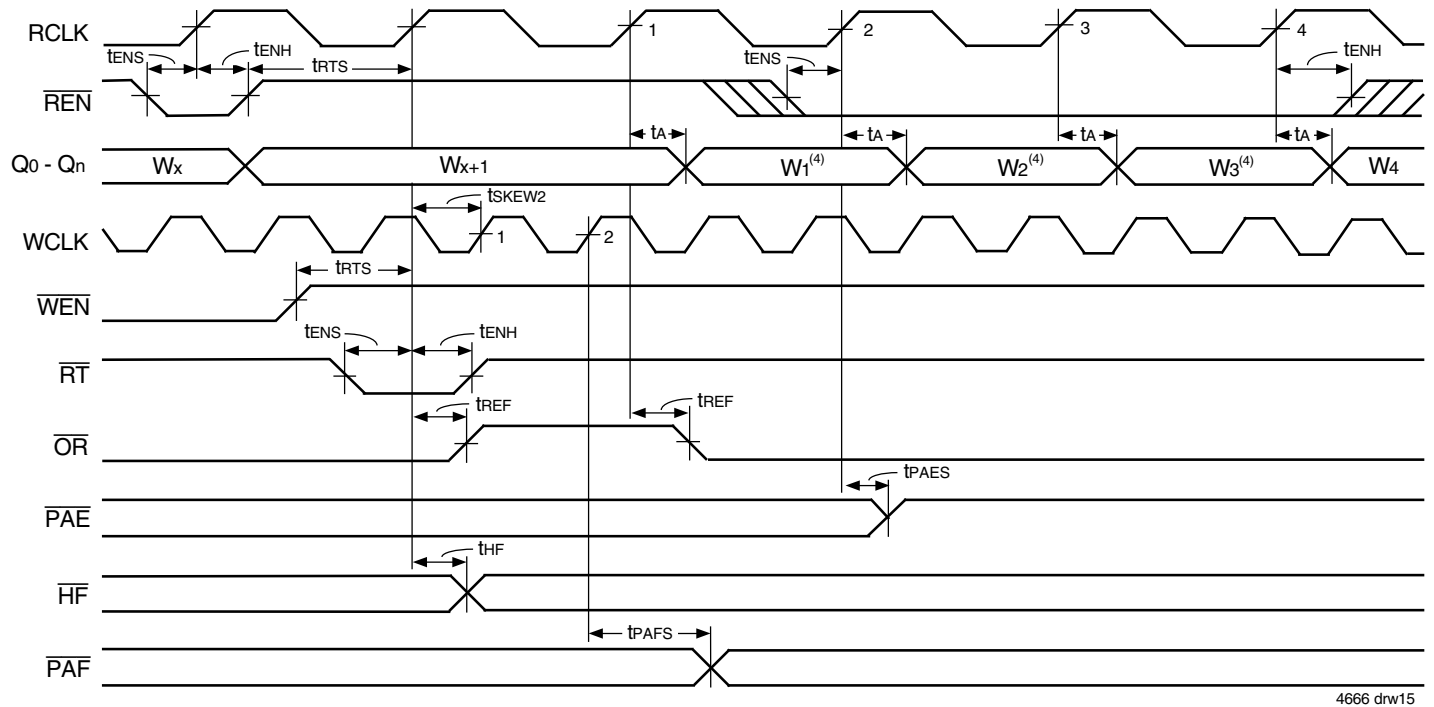 RCLK
1
2
3
4
tENS
tENH
tRTS
tENS
tENH
REN
tA
tA
tA
tA
Q0 - Qn
Wx
Wx+1
W1(4)
W2(4)
W3(4)
W4
tSKEW2
WCLK
1
2
tRTS
WEN
tENS
tENH
RT
tREF
tREF
OR
tPAES
PAE
tHF
HF
tPAFS
PAF
4666 drw15